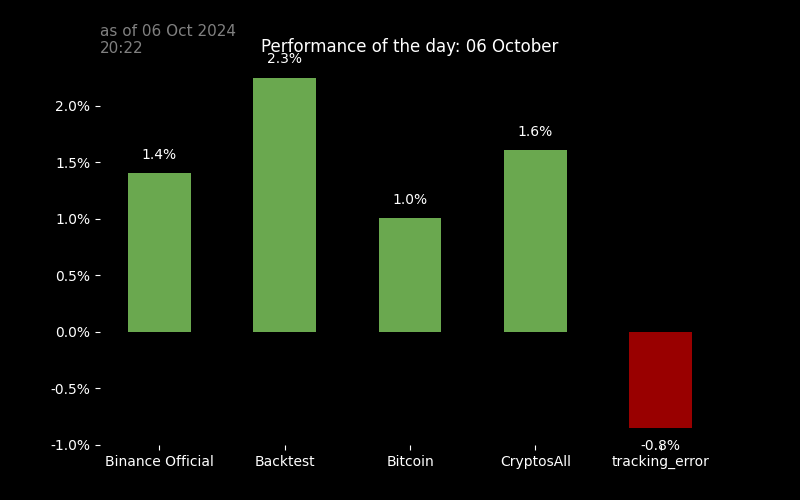 as of 06 Oct 2024
20:22
Performance of the day: 06 October
2.3%
2.0%
1.6%
1.4%
1.5%
1.0%
1.0%
0.5%
0.0%
-0.5%
-1.0%
-0.8%
Binance Official
Backtest
Bitcoin
CryptosAll
tracking_error